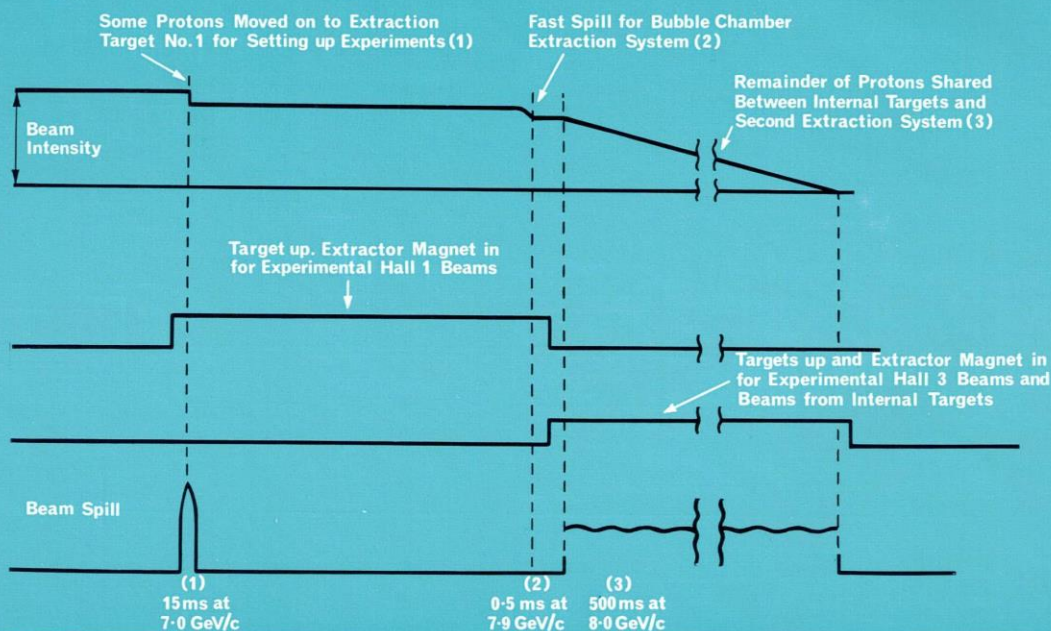 Some Protons Moved on to Extraction
Target No.1 for Setting up Experiments (1)
Fast Spill for Bubble Chamber
Extraction System (2)
Remainder of Protons Shared
Between Internal Targets and
Second Extraction System (3)
Beam
Intensity
Target up. Extractor Magnet in
for Experimental Hall 1 Beams
Targets up and Extractor Magnet in
for Experimental Hall 3 Beams and
Beams from Internal Targets
Beam Spill
(1)
15 ms at
7·0 GeV/c
(2)
0·5 ms at
7·9 GeV/c
(3)
500 ms at
8·0 GeV/c